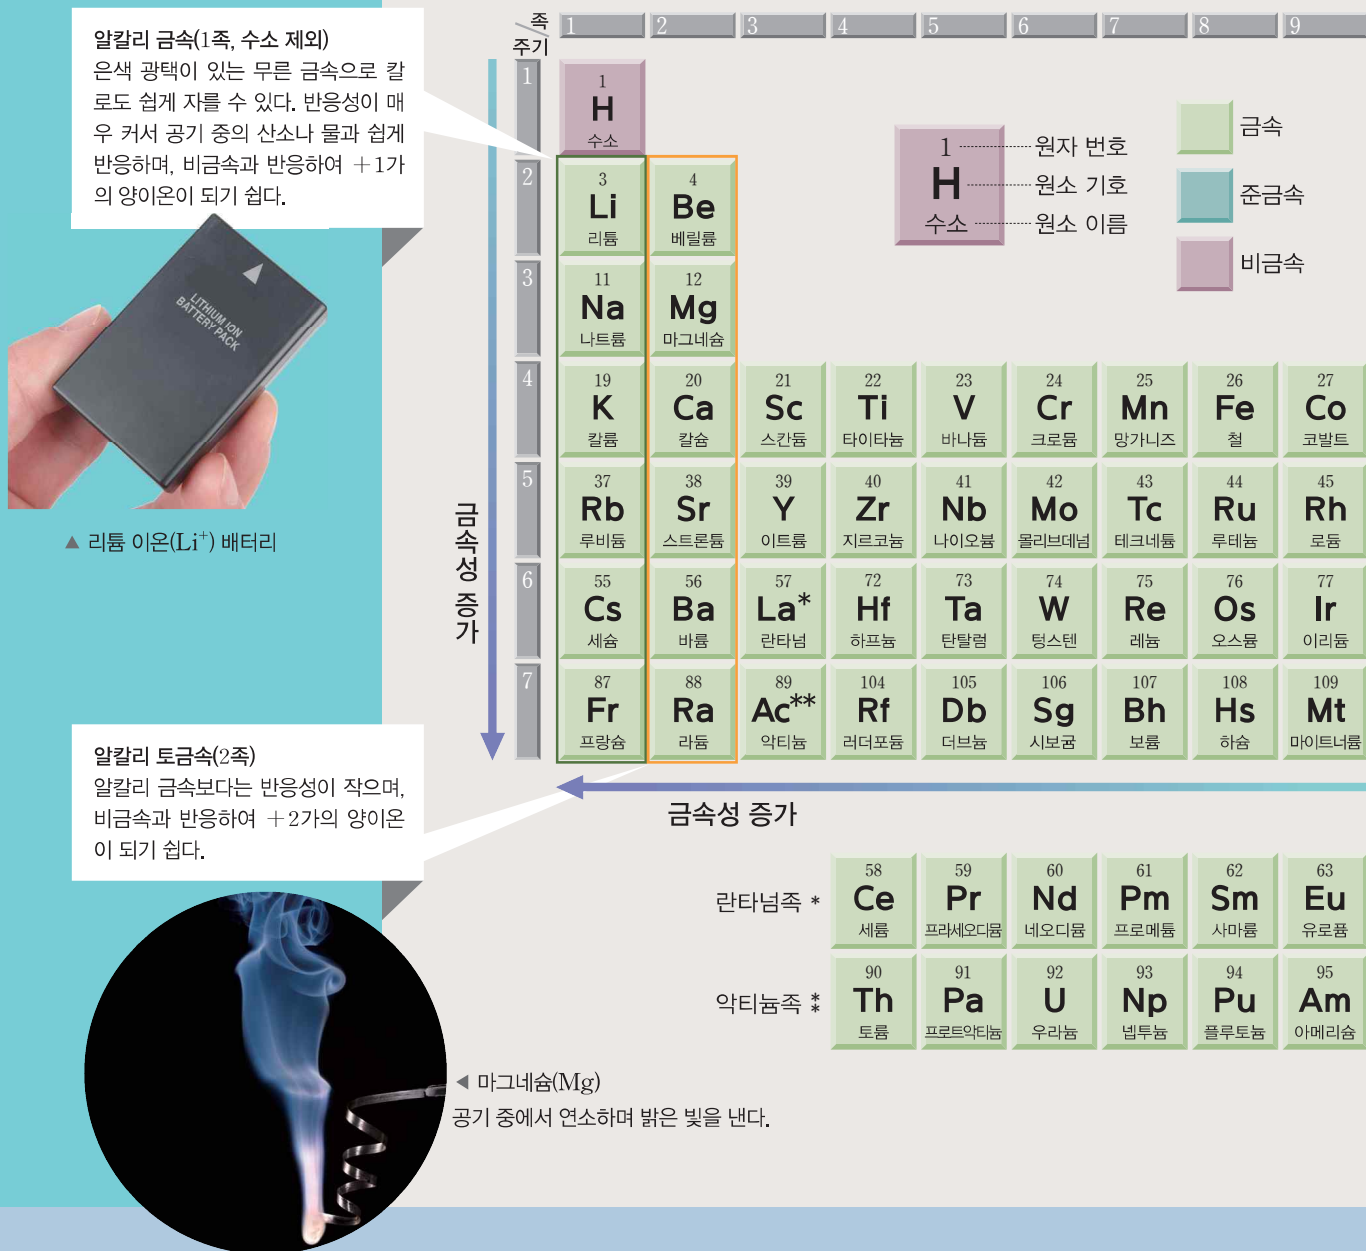 알칼리 금속(1족, 수소 제외)
은색 광택이 있는 무른 금속으로 칼
로도 쉽게 자를 수 있다. 반응성이 매
우 커서 공기 중의 산소나 물과 쉽게
반응하며, 비금속과 반응하여 +1가
의 양이온이 되기 쉽다.
LITHIUM ION
BATTERY PACK
▲ 리튬 이온(Li⁺) 배터리
알칼리 토금속(2족)
알칼리 금속보다는 반응성이 작으며,
비금속과 반응하여 +2가의 양이온
이 되기 쉽다.
◀ 마그네슘(Mg)
공기 중에서 연소하며 밝은 빛을 낸다.
족
주기
1 2 3 4 5 6 7 8 9
1
1
H
수소
1 원자 번호
H 원소 기호
수소 원소 이름
금속
준금속
비금속
2
3 4
Li Be
리튬 베릴륨
3
11 12
Na Mg
나트륨 마그네슘
4
19 20 21 22 23 24 25 26 27
K Ca Sc Ti V Cr Mn Fe Co
칼륨 칼슘 스칸듐 타이타늄 바나듐 크로뮴 망가니즈 철 코발트
5
37 38 39 40 41 42 43 44 45
Rb Sr Y Zr Nb Mo Tc Ru Rh
루비듐 스트론튬 이트륨 지르코늄 나이오븀 몰리브데넘 테크네튬 루테늄 로듐
6
55 56 57 72 73 74 75 76 77
Cs Ba La* Hf Ta W Re Os Ir
세슘 바륨 란타넘 하프늄 탄탈럼 텅스텐 레늄 오스뮴 이리듐
7
87 88 89 104 105 106 107 108 109
Fr Ra Ac** Rf Db Sg Bh Hs Mt
프랑슘 라듐 악티늄 러더포듐 더브늄 시보귬 보륨 하슘 마이트너륨
금속성 증가
금속성 증가
란타넘족 *
58 59 60 61 62 63
Ce Pr Nd Pm Sm Eu
세륨 프라세오디뮴 네오디뮴 프로메튬 사마륨 유로퓸
악티늄족 **
90 91 92 93 94 95
Th Pa U Np Pu Am
토륨 프로트악티늄 우라늄 넵투늄 플루토늄 아메리슘